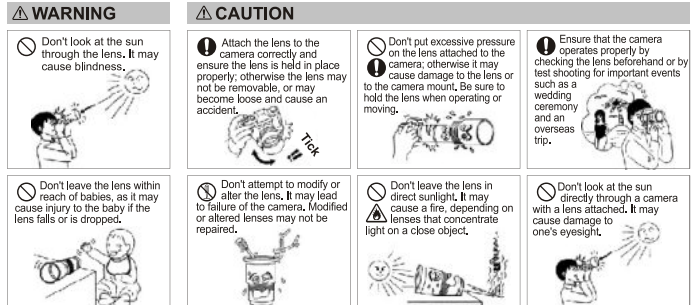 WARNING
Don't look at the sun
through the lens. It may
cause blindness.
Don't leave the lens within
reach of babies, as it may
cause injury to the baby if the
lens falls or is dropped.
CAUTION
Attach the lens to the
camera correctly and
ensure the lens is held in place
properly; otherwise the lens may
not be removable, or may
become loose and cause an
accident.
Tick
Don't put excessive pressure
on the lens attached to the
camera; otherwise it may
cause damage to the lens or
to the camera mount. Be sure to
hold the lens when operating or
moving.
Ensure that the camera
operates properly by
checking the lens beforehand or by
test shooting for important events
such as a
wedding
ceremony
and an
overseas
trip.
Don't attempt to modify or
alter the lens. It may lead
to failure of the camera. Modified
or altered lenses may not be
repaired.
Don't leave the lens in
direct sunlight. It may
cause a fire, depending on
lenses that concentrate
light on a close object.
Don't look at the sun
directly through a camera
with a lens attached. It may
cause damage to
one's eyesight.